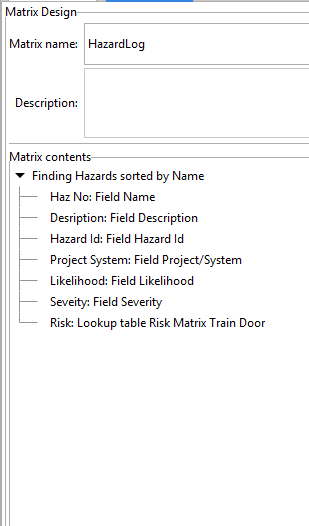 Matrix Design
Matrix name: HazardLog
Description:
Matrix contents
Finding Hazards sorted by Name
Haz No: Field Name
Desription: Field Description
Hazard Id: Field Hazard Id
Project System: Field Project/System
Likelihood: Field Likelihood
Seveity: Field Severity
Risk: Lookup table Risk Matrix Train Door